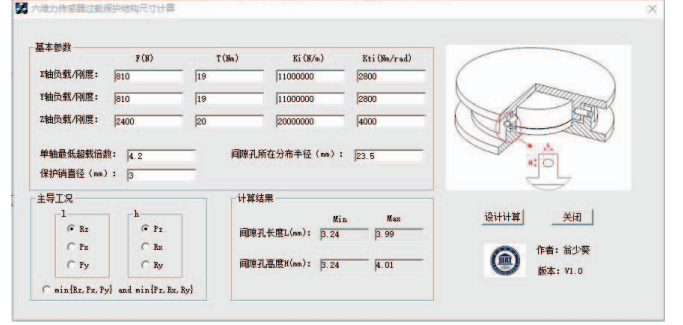 六维力传感器过载保护结构尺寸计算
基本参数
F(N) T(Nm) Ki(N/m) Kti(Nm/rad)
X轴负载/刚度: 810 19 11000000 2800
Y轴负载/刚度: 810 19 11000000 2800
Z轴负载/刚度: 2400 20 20000000 4000
单轴最低超载倍数: 4.2 间隙孔所在分布半径(mm): 23.5
保护销直径(mm): 3
主导工况
l h
Rz Fz
Fx Rx
Fy Ry
min{Rz,Fx,Fy} and min{Fz,Rx,Ry}
计算结果
Min Max
间隙孔长度L(mm): 3.24 3.99
间隙孔高度H(mm): 3.24 4.01
设计计算 关闭
SIAT
作者: 翁少葵
版本: V1.0